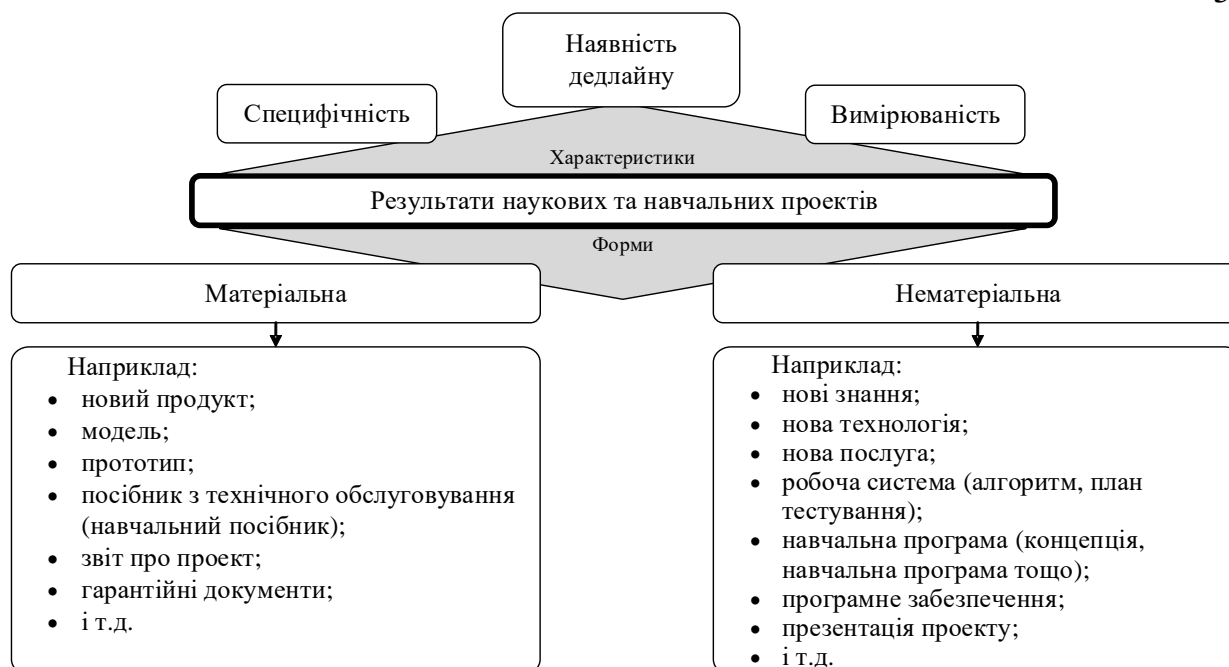 Наявність
дедлайну
Специфічність
Вимірюваність
Характеристики
Результати наукових та навчальних проектів
Форми
Матеріальна
Нематеріальна
Наприклад:
• новий продукт;
• модель;
• прототип;
• посібник з технічного обслуговування
(навчальний посібник);
• звіт про проект;
• гарантійні документи;
• і т.д.
Наприклад:
• нові знання;
• нова технологія;
• нова послуга;
• робоча система (алгоритм, план
тестування);
• навчальна програма (концепція,
навчальна програма тощо);
• програмне забезпечення;
• презентація проекту;
• і т.д.